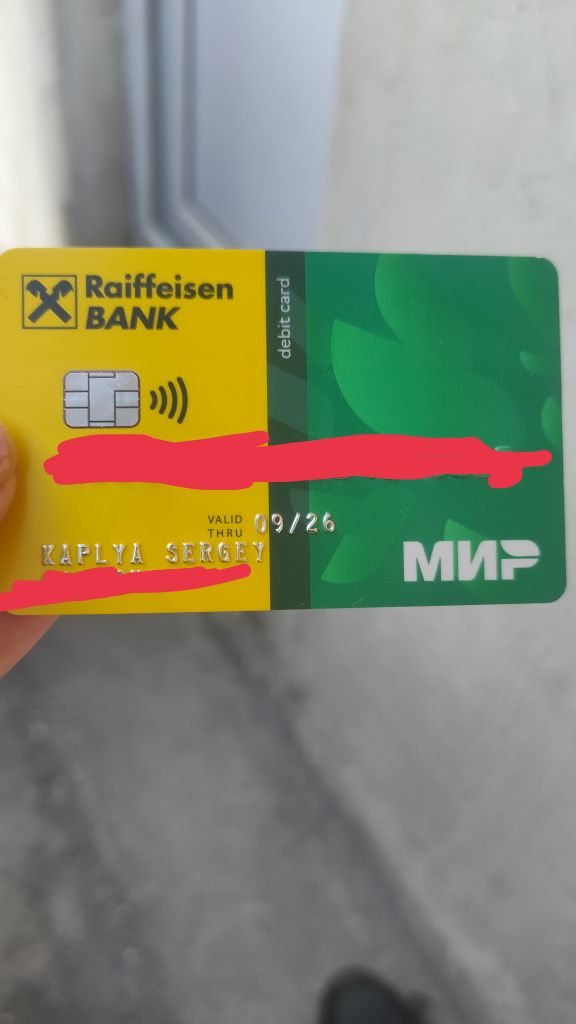 Raiffeisen
BANK
debit card
VALID
THRU
09/26
KAPLYA SERGEY
МИР